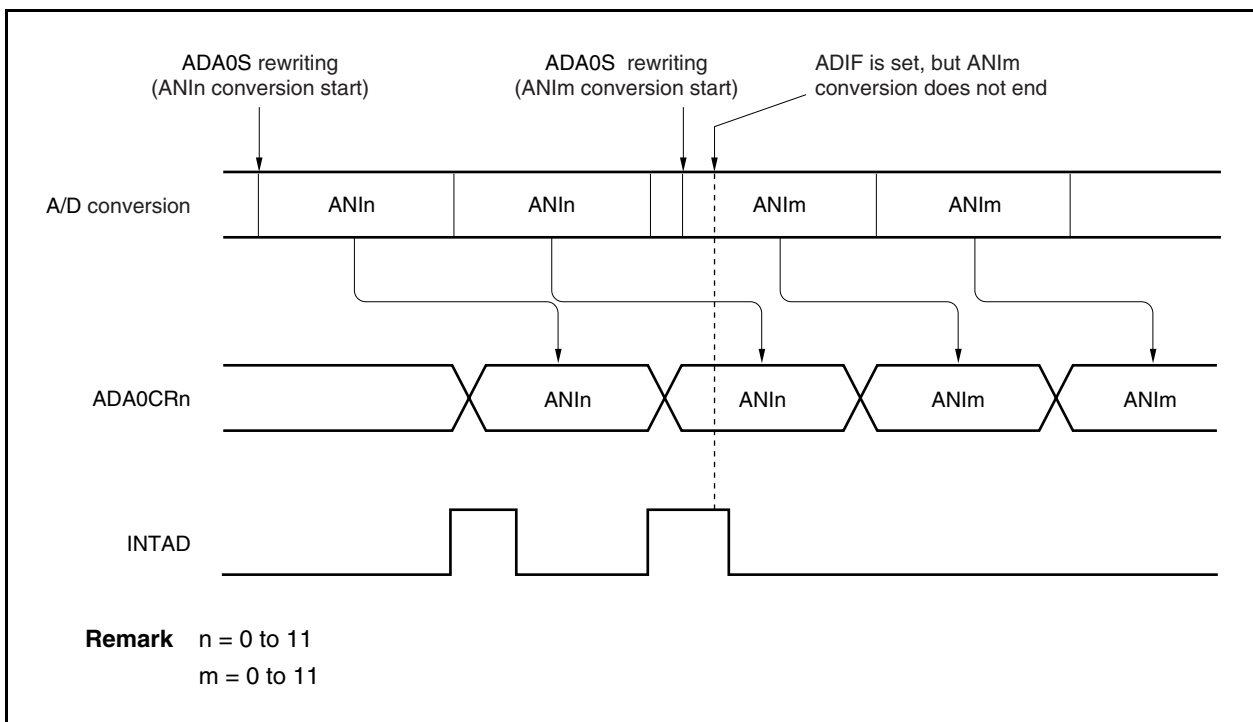 ADA0S rewriting
(ANIn conversion start)
ADA0S rewriting
(ANIm conversion start)
ADIF is set, but ANIm
conversion does not end
A/D conversion
ANIn
ANIn
ANIm
ANIm
ADA0CRn
ANIn
ANIn
ANIm
ANIm
INTAD
Remark n = 0 to 11
m = 0 to 11